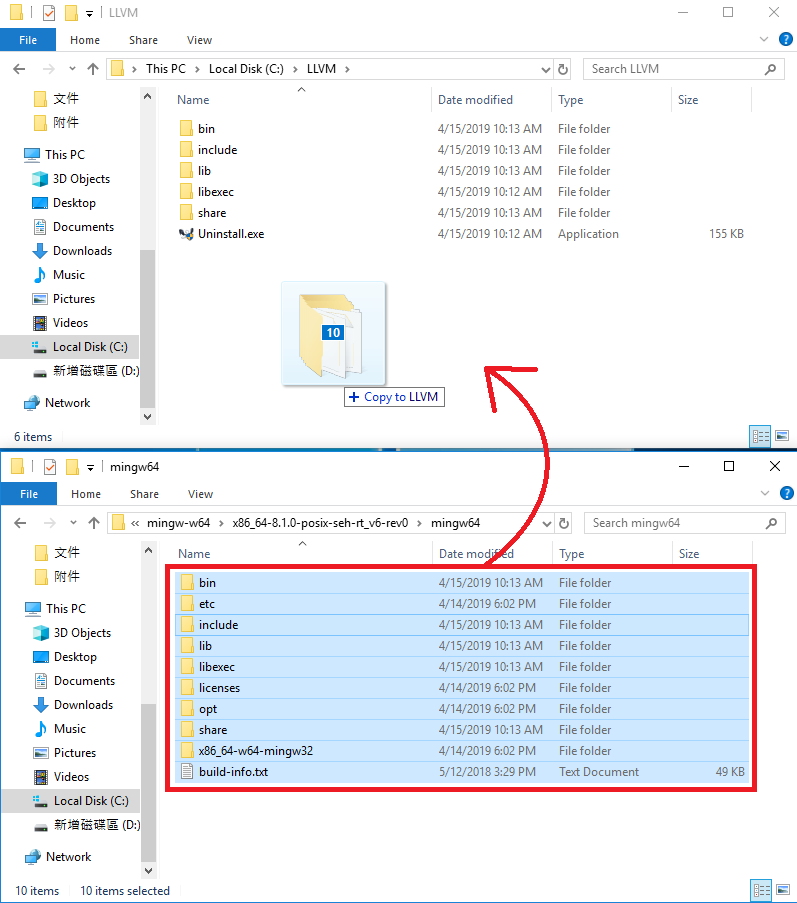 LLVM
File Home Share View
This PC Local Disk (C:) LLVM Search LLVM
文件
附件
This PC
3D Objects
Desktop
Documents
Downloads
Music
Pictures
Videos
Local Disk (C:)
新增磁碟區 (D:)
Network
Name Date modified Type Size
bin 4/15/2019 10:13 AM File folder
include 4/15/2019 10:13 AM File folder
lib 4/15/2019 10:13 AM File folder
libexec 4/15/2019 10:12 AM File folder
share 4/15/2019 10:13 AM File folder
Uninstall.exe 4/15/2019 10:12 AM Application 155 KB
10
+ Copy to LLVM
6 items
mingw64
File Home Share View
« mingw-w64 x86_64-8.1.0-posix-seh-rt_v6-rev0 mingw64 Search mingw64
文件
附件
This PC
3D Objects
Desktop
Documents
Downloads
Music
Pictures
Videos
Local Disk (C:)
新增磁碟區 (D:)
Network
Name Date modified Type Size
bin 4/15/2019 10:13 AM File folder
etc 4/14/2019 6:02 PM File folder
include 4/15/2019 10:13 AM File folder
lib 4/15/2019 10:13 AM File folder
libexec 4/15/2019 10:13 AM File folder
licenses 4/14/2019 6:02 PM File folder
opt 4/14/2019 6:02 PM File folder
share 4/15/2019 10:13 AM File folder
x86_64-w64-mingw32 4/14/2019 6:02 PM File folder
build-info.txt 5/12/2018 3:29 PM Text Document 49 KB
10 items 10 items selected